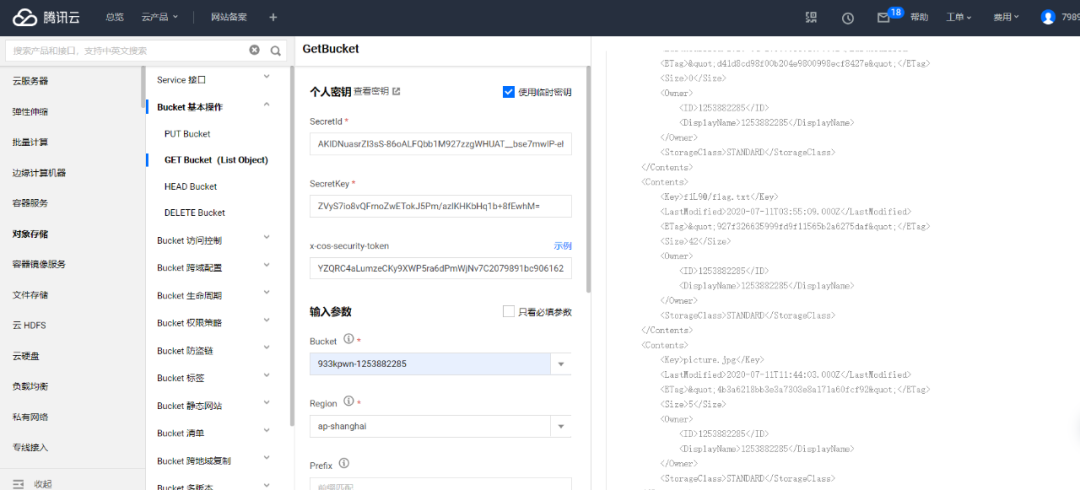 腾讯云 总览 云产品 网站备案 + 18 帮助 工单 费用 7989
搜索产品和接口，支持中英文搜索
云服务器
弹性伸缩
批量计算
边缘计算机器
容器服务
对象存储
容器镜像服务
文件存储
云 HDFS
云硬盘
负载均衡
私有网络
专线接入
收起
Service 接口
Bucket 基本操作
PUT Bucket
GET Bucket（List Object）
HEAD Bucket
DELETE Bucket
Bucket 访问控制
Bucket 跨域配置
Bucket 生命周期
Bucket 权限策略
Bucket 防盗链
Bucket 标签
Bucket 静态网站
Bucket 清单
Bucket 跨地域复制
Bucket 多版本
GetBucket
个人密钥 查看密钥 使用临时密钥
SecretId *
AKIDNuasrZI3sS-86oALFQbb1M927zzgWHUAT__bse7mwIP-el
SecretKey *
ZVyS7io8vQFrnoZwETokJ5Pm/azIKHKbHq1b+8fEwhM=
x-cos-security-token 示例
YZQRC4aLumzeCKy9XWP5ra6dPmWjNv7C2079891bc906162
输入参数 只看必填参数
Bucket *
933kpwn-1253882285
Region *
ap-shanghai
Prefix
前缀匹配
<ETag>&quot;d41d8cd98f00b204e9800998ecf8427e&quot;</ETag>
<Size>0</Size>
<Owner>
<ID>1253882285</ID>
<DisplayName>1253882285</DisplayName>
</Owner>
<StorageClass>STANDARD</StorageClass>
</Contents>
<Contents>
<Key>f1L90/flag.txt</Key>
<LastModified>2020-07-11T03:55:09.000Z</LastModified>
<ETag>&quot;927f326635999fd9f11565b2a6275daf&quot;</ETag>
<Size>42</Size>
<Owner>
<ID>1253882285</ID>
<DisplayName>1253882285</DisplayName>
</Owner>
<StorageClass>STANDARD</StorageClass>
</Contents>
<Contents>
<Key>picture.jpg</Key>
<LastModified>2020-07-11T11:44:03.000Z</LastModified>
<ETag>&quot;4b3a6218bb3e3a7303e8a171a60fcf92&quot;</ETag>
<Size>5</Size>
<Owner>
<ID>1253882285</ID>
<DisplayName>1253882285</DisplayName>
</Owner>
<StorageClass>STANDARD</StorageClass>